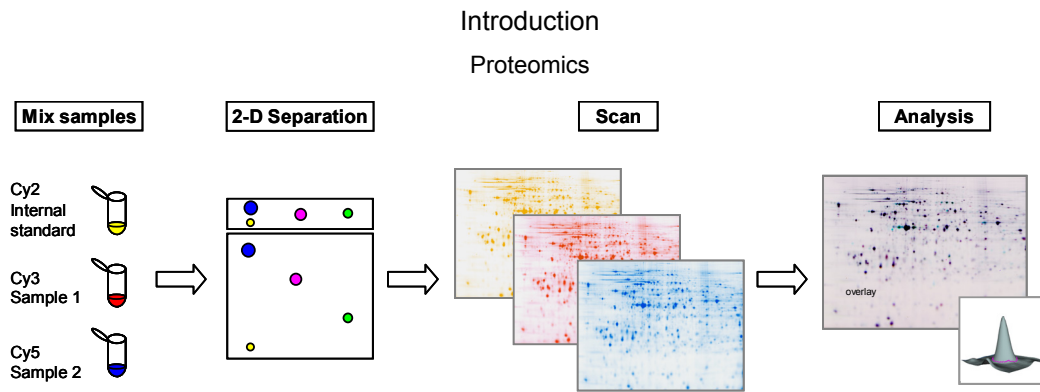 Introduction
Proteomics
Mix samples
2-D Separation
Scan
Analysis
Cy2
Internal
standard
Cy3
Sample 1
Cy5
Sample 2
overlay